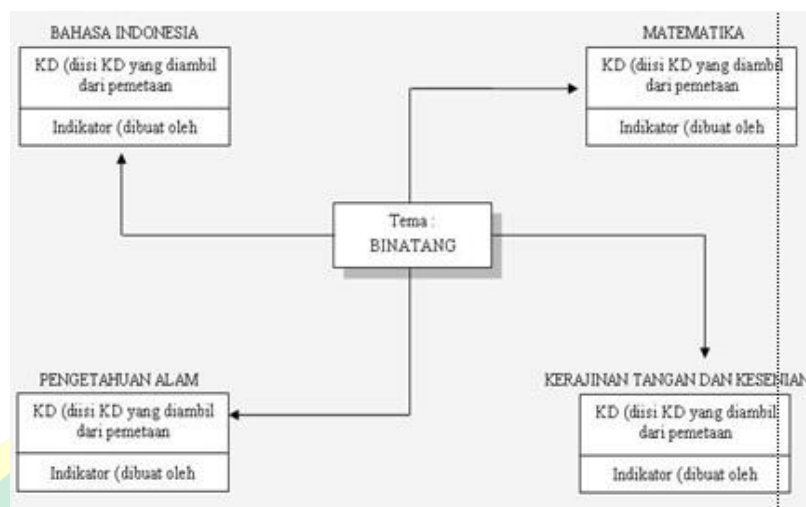 BAHASA INDONESIA
KD (diisi KD yang diambil
dari pemetaan
Indikator (dibuat oleh
MATEMATIKA
KD (diisi KD yang diambil
dari pemetaan
Indikator (dibuat oleh
Tema :
BINATANG
PENGETAHUAN ALAM
KD (diisi KD yang diambil
dari pemetaan
Indikator (dibuat oleh
KERAJINAN TANGAN DAN KESENIAN
KD (diisi KD yang diambil
dari pemetaan
Indikator (dibuat oleh